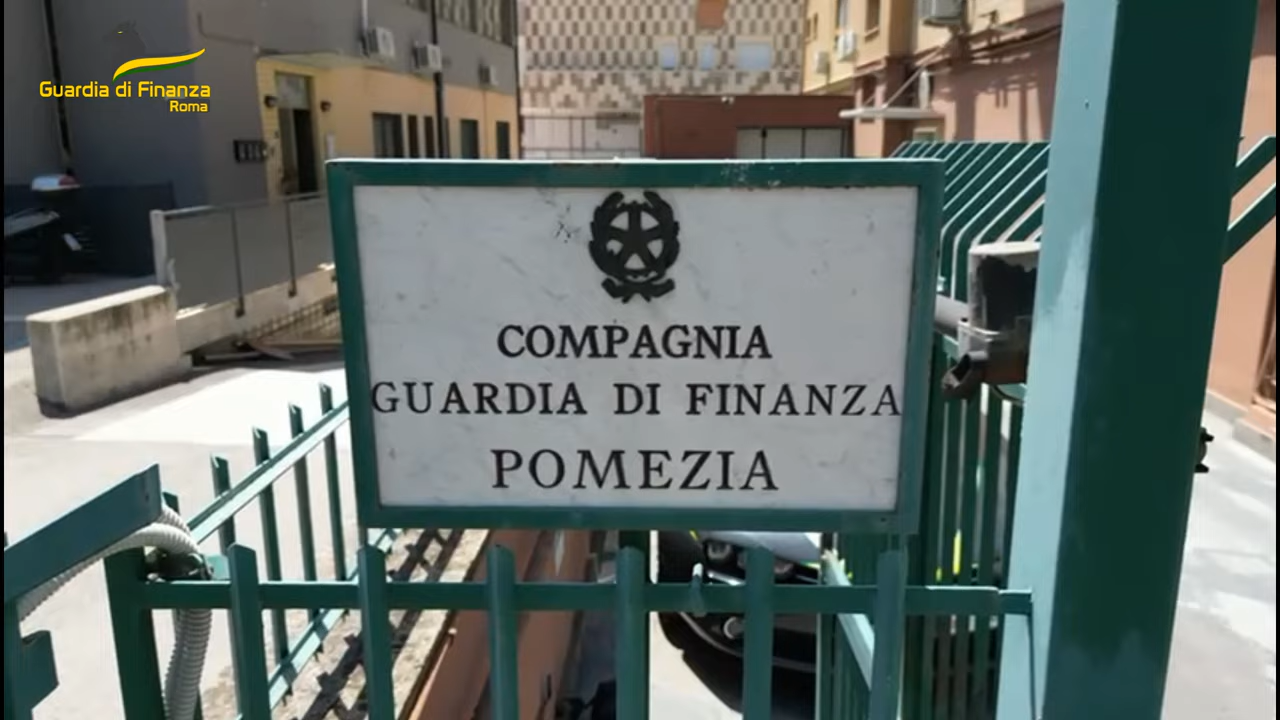 Guardia di Finanza
Roma
COMPAGNIA
GUARDIA DI FINANZA
POMEZIA